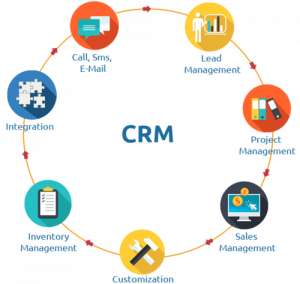 Call, Sms,
E-Mail
Lead
Management
Integration
CRM
Project
Management
Inventory
Management
Sales
Management
Customization